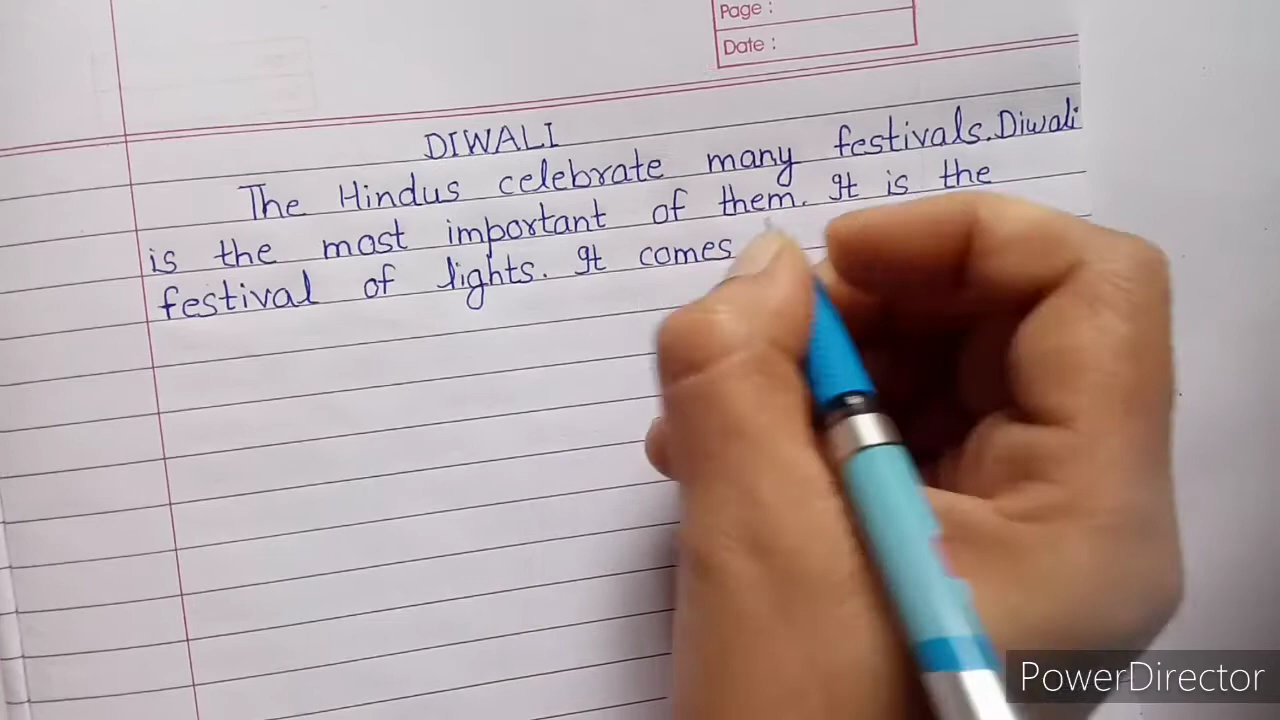 Page :
Date :
DIWALI
The Hindus celebrate many festivals. Diwali
is the most important of them. It is the
festival of lights. It comes
PowerDirector